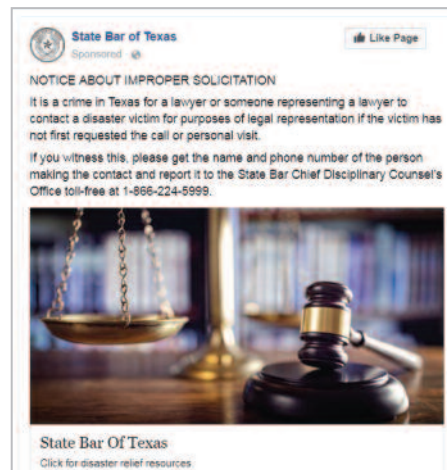 State Bar of Texas
Like Page
Sponsored
NOTICE ABOUT IMPROPER SOLICITATION
It is a crime in Texas for a lawyer or someone representing a lawyer to
contact a disaster victim for purposes of legal representation if the victim has
not first requested the call or personal visit.
If you witness this, please get the name and phone number of the person
making the contact and report it to the State Bar Chief Disciplinary Counsel's
Office toll-free at 1-866-224-5999.
State Bar Of Texas
Click for disaster relief resources